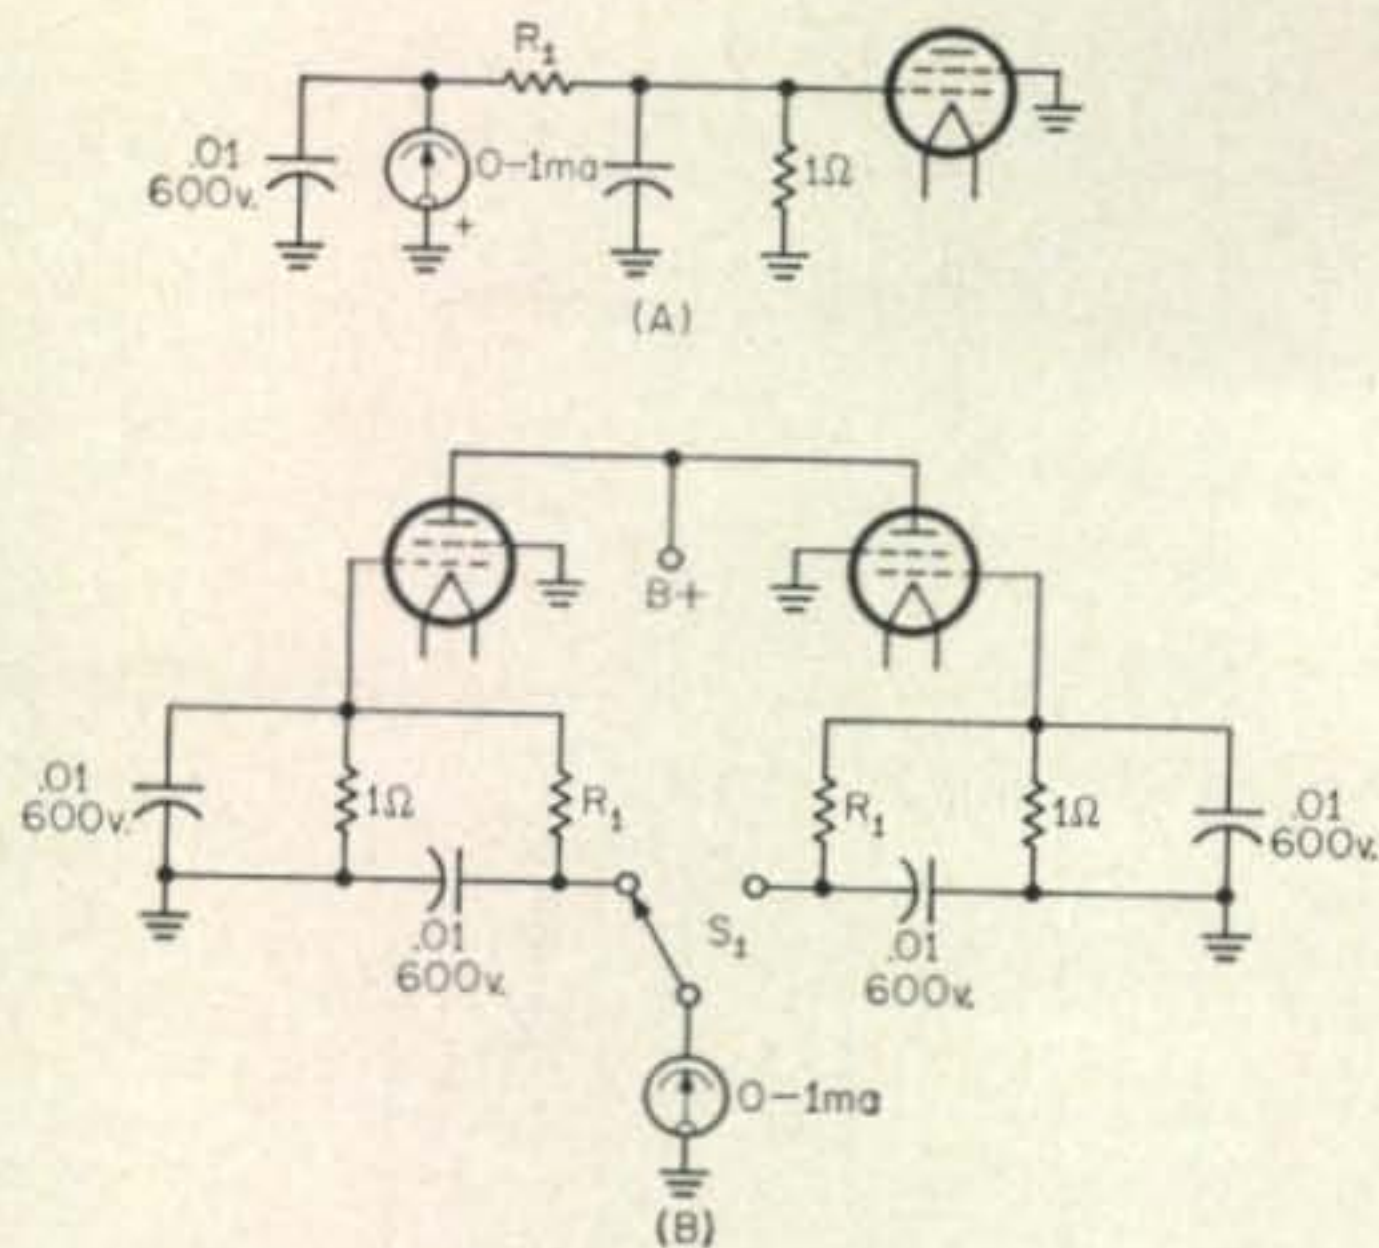 R₁
.01
600v.
0-1ma
+
1Ω
(A)
B+
.01
600v.
1Ω
R₁
R₁
1Ω
.01
600v.
.01
600v.
S₁
.01
600v.
0-1ma
(B)